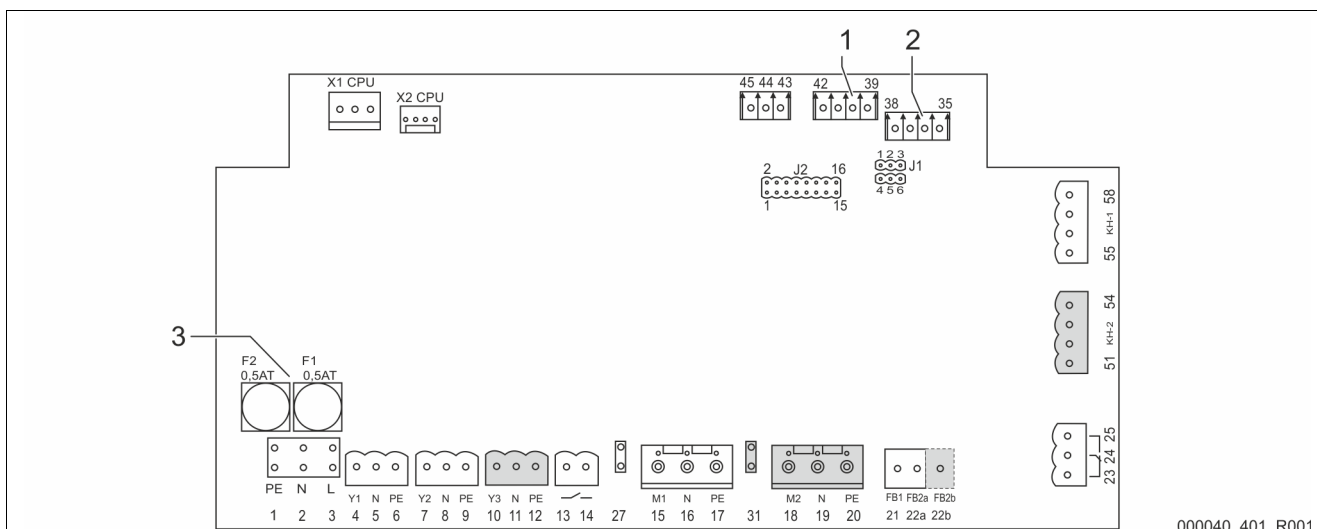 1 2
X1 CPU
X2 CPU
45 44 43
42 39
38 35
2 J2 16
1 15
1 2 3
J1
4 5 6
58
KH-1
55
54
KH-2
51
3
F2 F1
0,5AT 0,5AT
25
24
23
PE N L
Y1 N PE Y2 N PE Y3 N PE M1 N PE M2 N PE FB1 FB2a FB2b
1 2 3 4 5 6 7 8 9 10 11 12 13 14 27 15 16 17 31 18 19 20 21 22a 22b
000040_401_R001